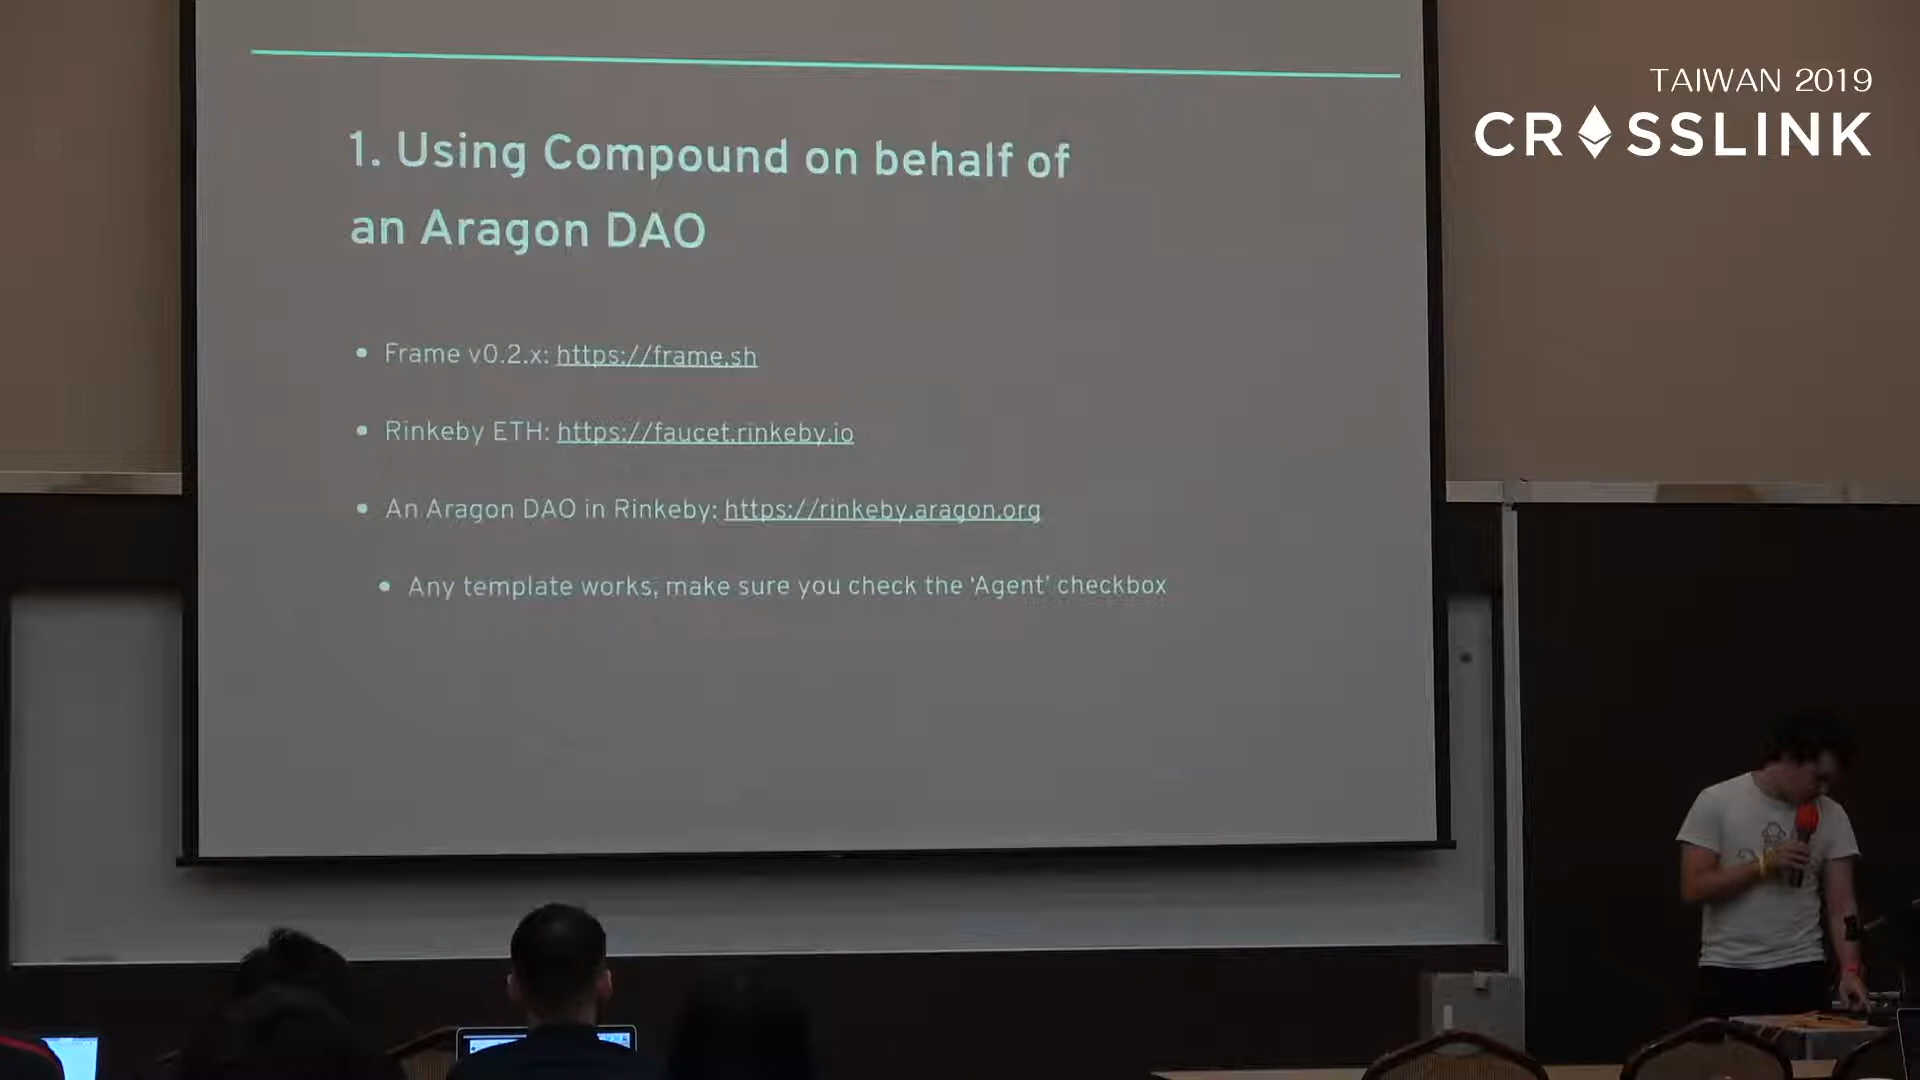 TAIWAN 2019
CROSSLINK
1. Using Compound on behalf of
an Aragon DAO
Frame v0.2.x: https://frame.sh
Rinkeby ETH: https://faucet.rinkeby.io
An Aragon DAO in Rinkeby: https://rinkeby.aragon.org
Any template works, make sure you check the ‘Agent’ checkbox